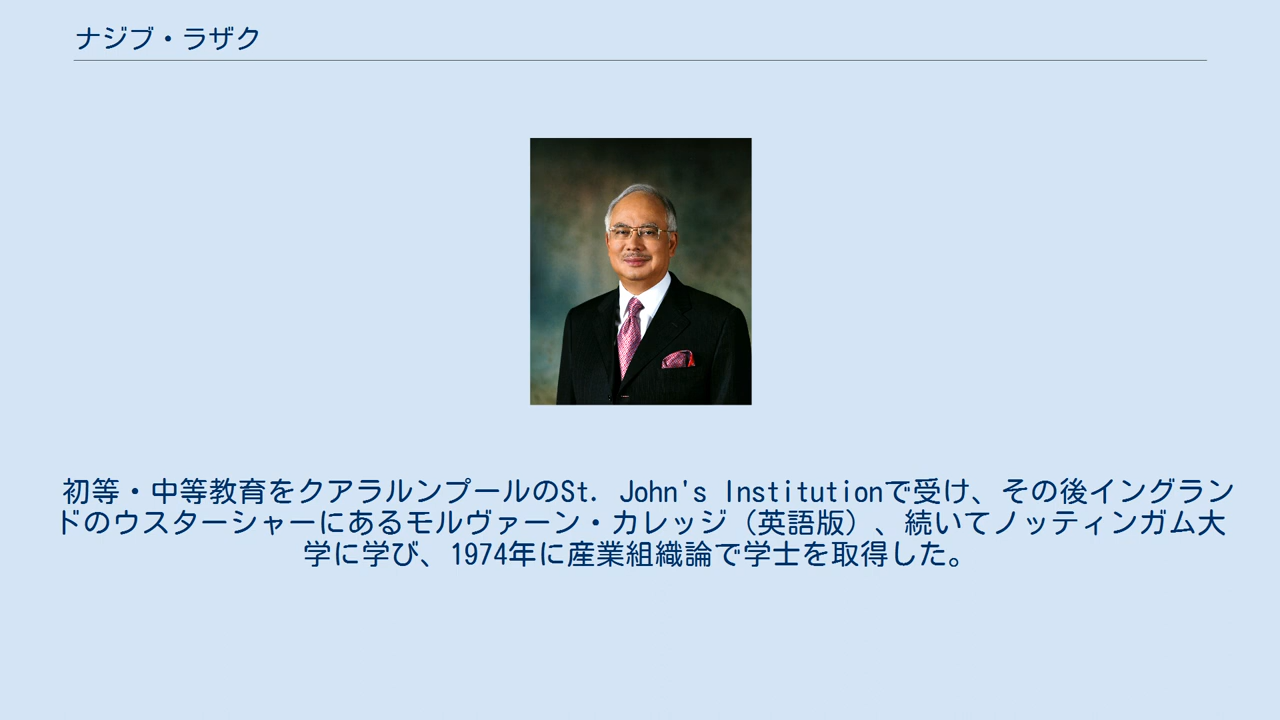 ナジブ・ラザク
初等・中等教育をクアラルンプールのSt. John's Institutionで受け、その後イングラン
ドのウスターシャーにあるモルヴァーン・カレッジ（英語版）、続いてノッティンガム大
学に学び、1974年に産業組織論で学士を取得した。